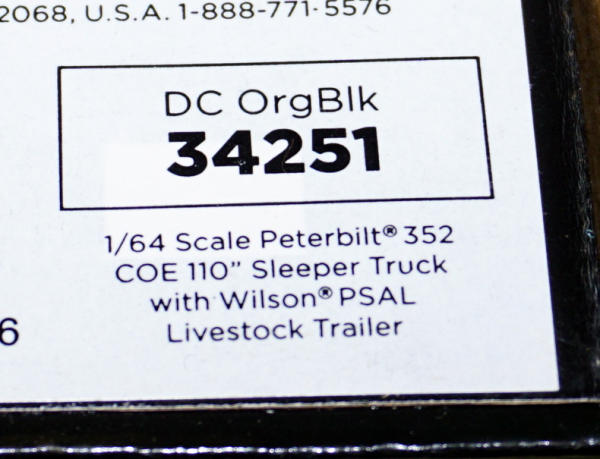 2068, U.S.A. 1-888-771-5576
DC OrgBlk
34251
1/64 Scale Peterbilt® 352
COE 110” Sleeper Truck
with Wilson® PSAL
Livestock Trailer
6